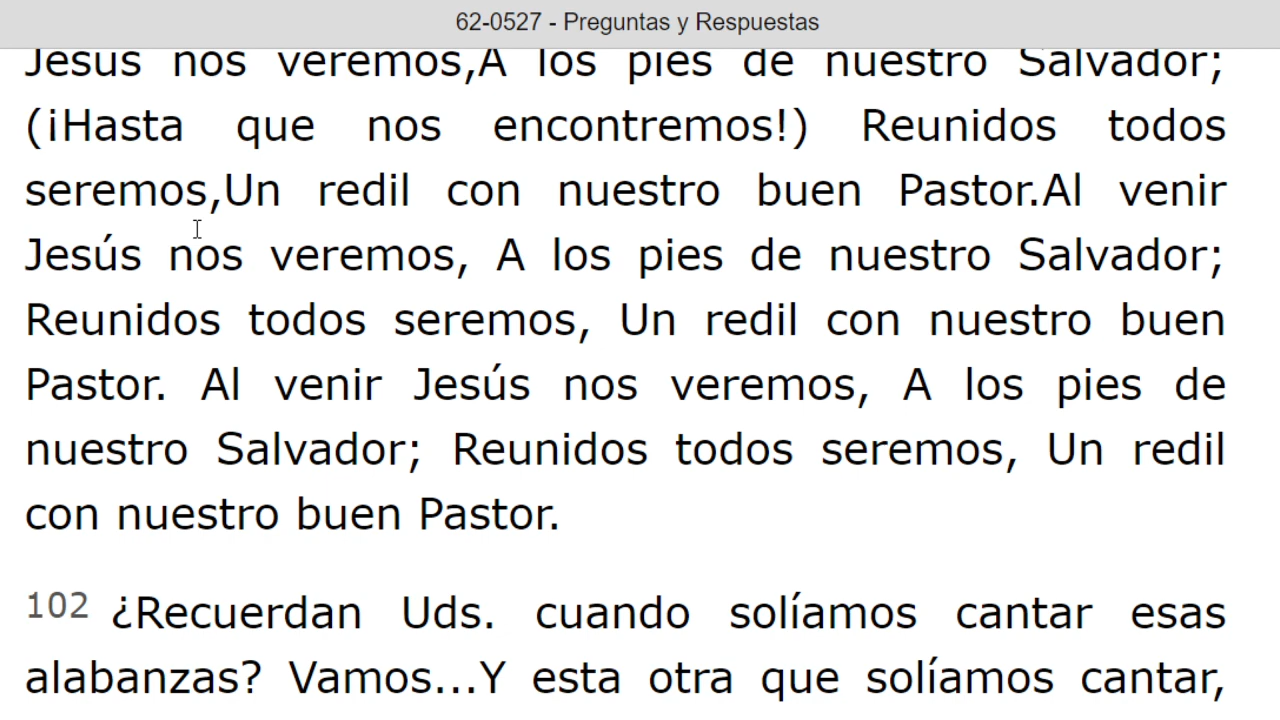 62-0527 - Preguntas y Respuestas
Jesús nos veremos,A los pies de nuestro Salvador;
(¡Hasta que nos encontremos!) Reunidos todos
seremos,Un redil con nuestro buen Pastor.Al venir
Jesús nos veremos, A los pies de nuestro Salvador;
Reunidos todos seremos, Un redil con nuestro buen
Pastor. Al venir Jesús nos veremos, A los pies de
nuestro Salvador; Reunidos todos seremos, Un redil
con nuestro buen Pastor.
102 ¿Recuerdan Uds. cuando solíamos cantar esas
alabanzas? Vamos...Y esta otra que solíamos cantar,